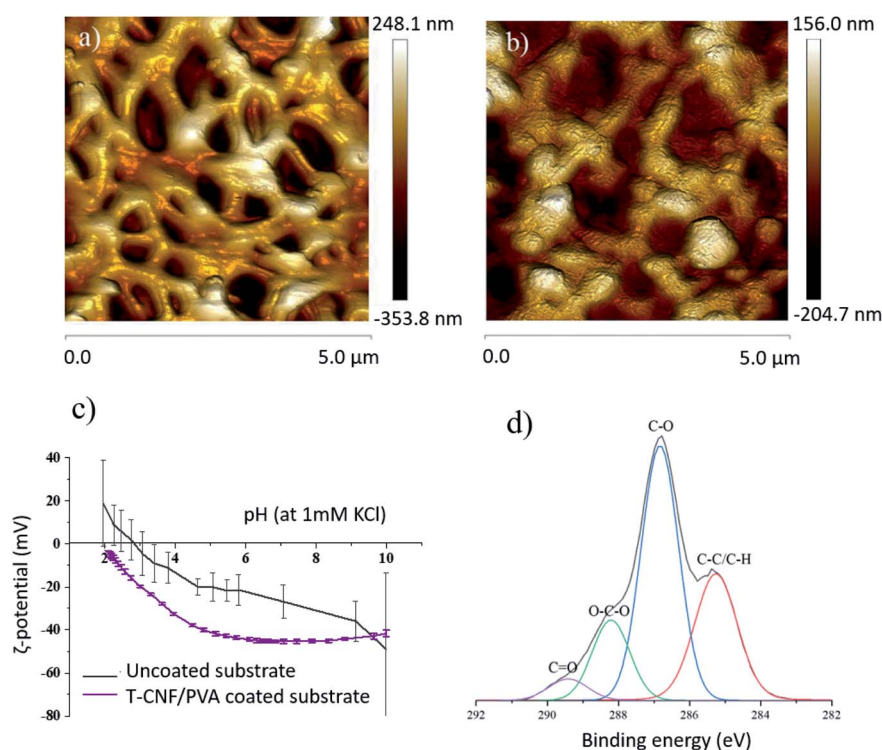 a)
248.1 nm
-353.8 nm
0.0 5.0 μm
b)
156.0 nm
-204.7 nm
0.0 5.0 μm
c)
ζ-potential (mV)
40
20
0
-20
-40
-60
-80
pH (at 1mM KCl)
2 4 6 8 10
Uncoated substrate
T-CNF/PVA coated substrate
d)
C-O
C-C/C-H
O-C-O
C=O
292 290 288 286 284 282
Binding energy (eV)